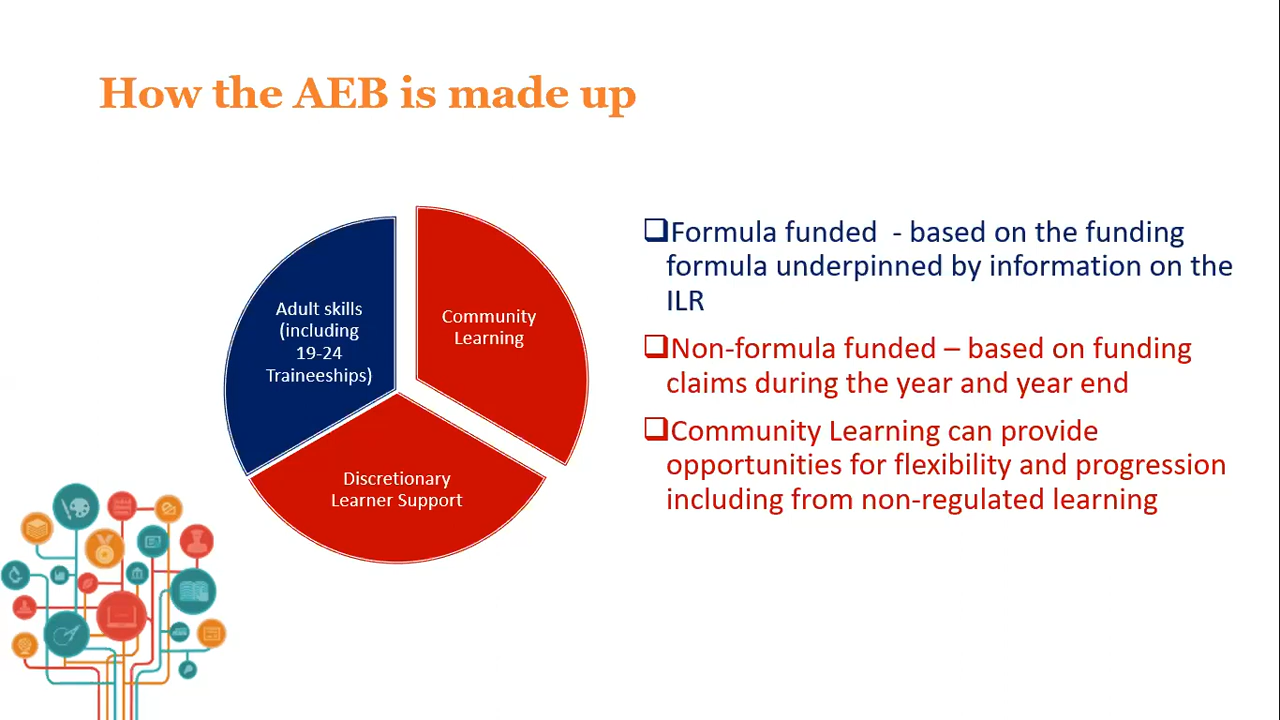 How the AEB is made up
Adult skills
(including
19-24
Traineeships)
Community
Learning
Discretionary
Learner Support
Formula funded  - based on the funding
formula underpinned by information on the
ILR
Non-formula funded – based on funding
claims during the year and year end
Community Learning can provide
opportunities for flexibility and progression
including from non-regulated learning